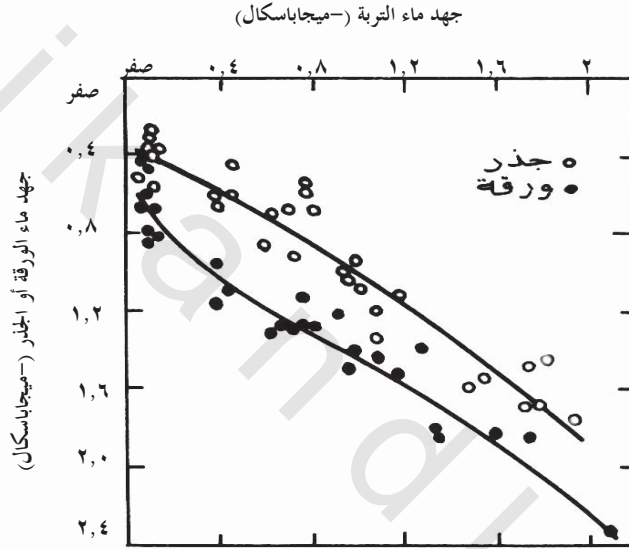 جهد ماء التربة (-ميجاباسكال)
صفر ٠,٤ ٠,٨ ١,٢ ١,٦ ٢
صفر
٠,٤
٠,٨
١,٢
١,٦
٢,٠
٢,٤
جهد ماء الورقة أو الجذر (-ميجاباسكال)
جذر
ورقة